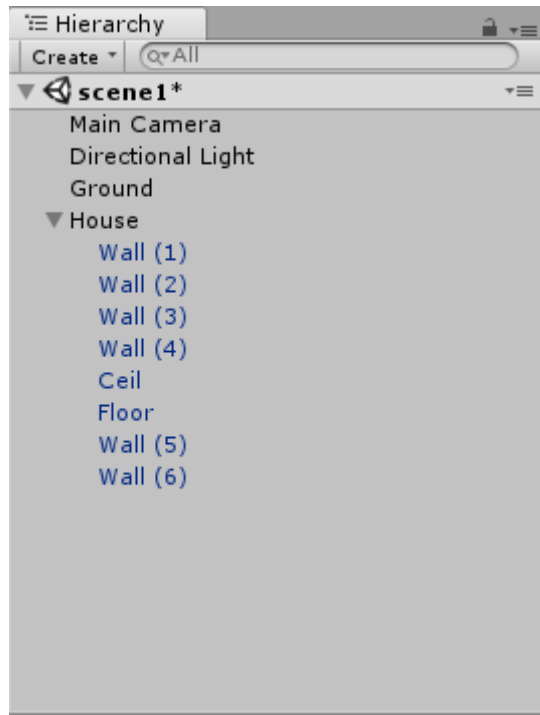 Hierarchy
Create All
scene1*
Main Camera
Directional Light
Ground
House
Wall (1)
Wall (2)
Wall (3)
Wall (4)
Ceil
Floor
Wall (5)
Wall (6)